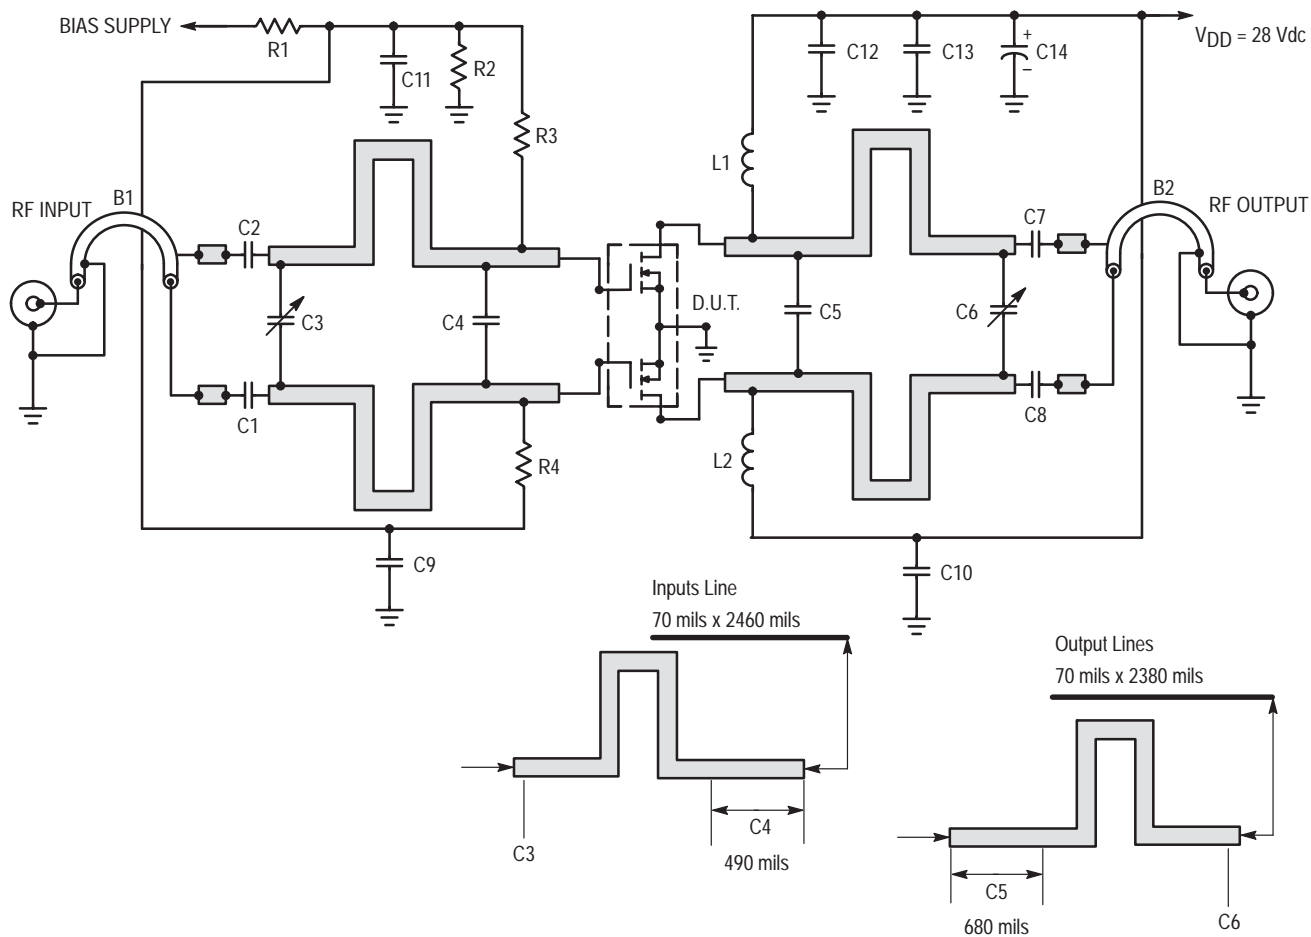 BIAS SUPPLY
R1
C11
R2
R3
B1
RF INPUT
C2
C3
C4
C1
R4
C9
D.U.T.
C12
C13
+
C14
–
VDD = 28 Vdc
L1
B2
RF OUTPUT
C7
C5
C6
C8
L2
C10
Inputs Line
70 mils x 2460 mils
C3
C4
490 mils
Output Lines
70 mils x 2380 mils
C5
680 mils
C6